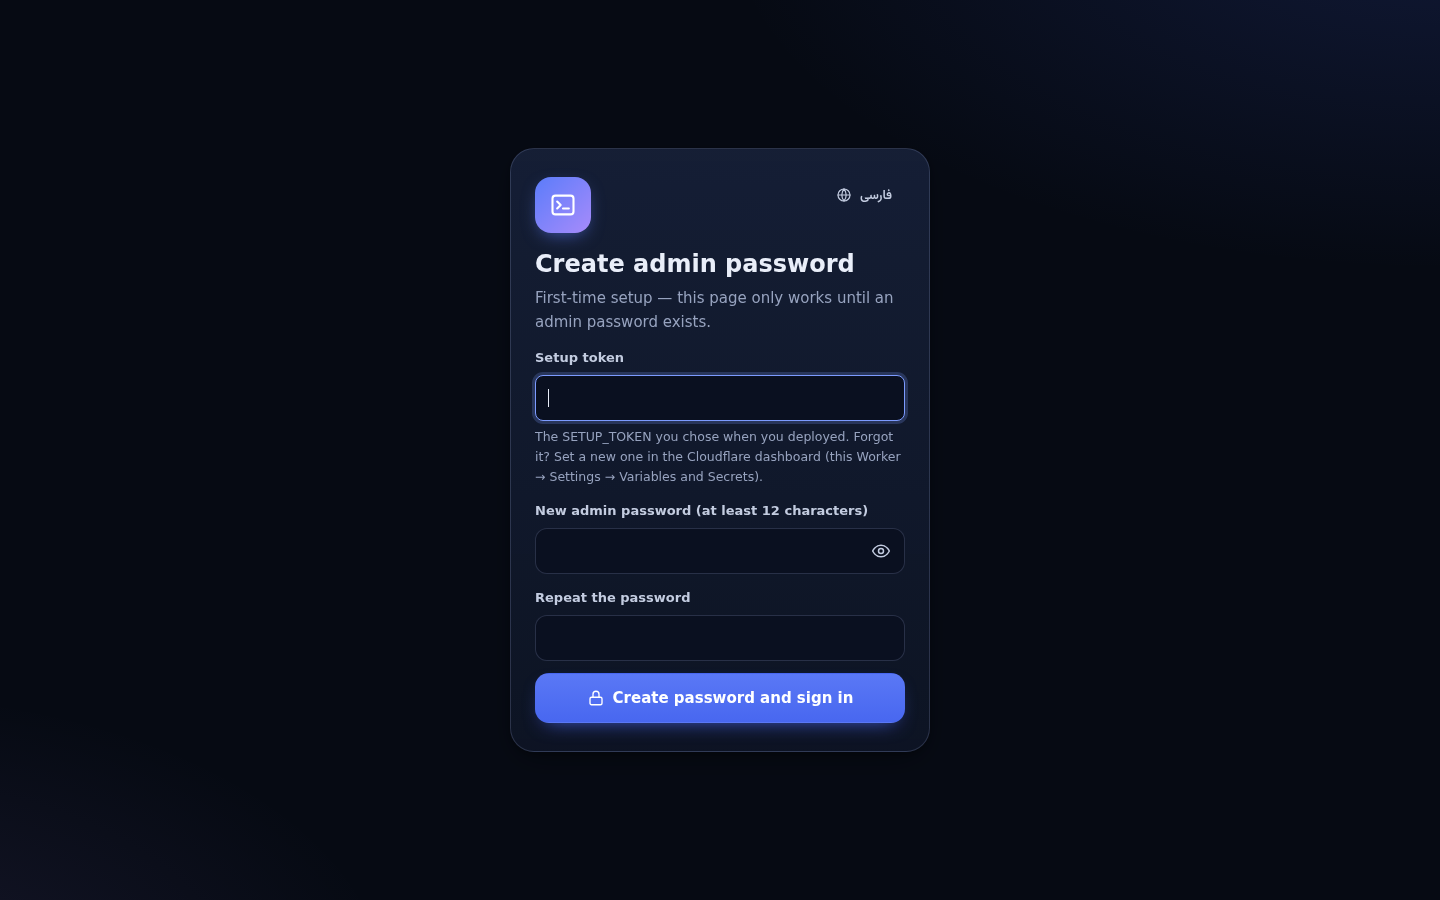 فارسی
Create admin password
First-time setup — this page only works until an
admin password exists.
Setup token
The SETUP_TOKEN you chose when you deployed. Forgot
it? Set a new one in the Cloudflare dashboard (this Worker
→ Settings → Variables and Secrets).
New admin password (at least 12 characters)
Repeat the password
Create password and sign in